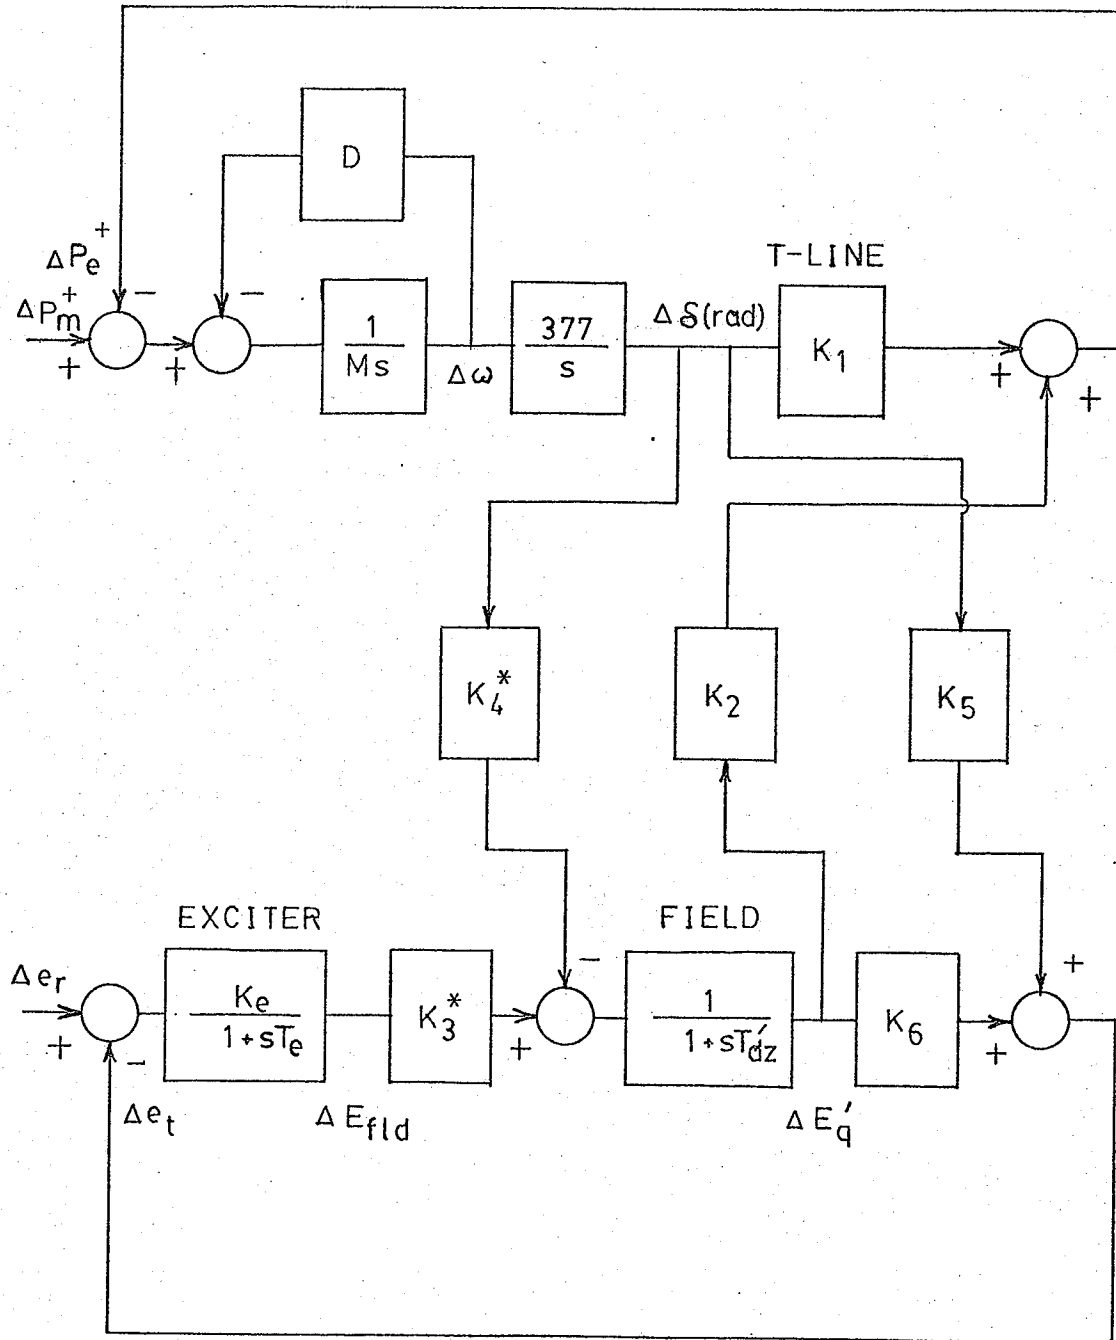 D
T-LINE
ΔPe+
−
−
ΔPm+
+
+
1
Ms
Δω
377
s
Δδ(rad)
K1
+
+
K4*
K2
K5
EXCITER
FIELD
−
+
Δer
+
−
Ke
1+sTe
K3*
+
1
1+sT'dz
K6
+
Δet
ΔEfld
ΔE'q